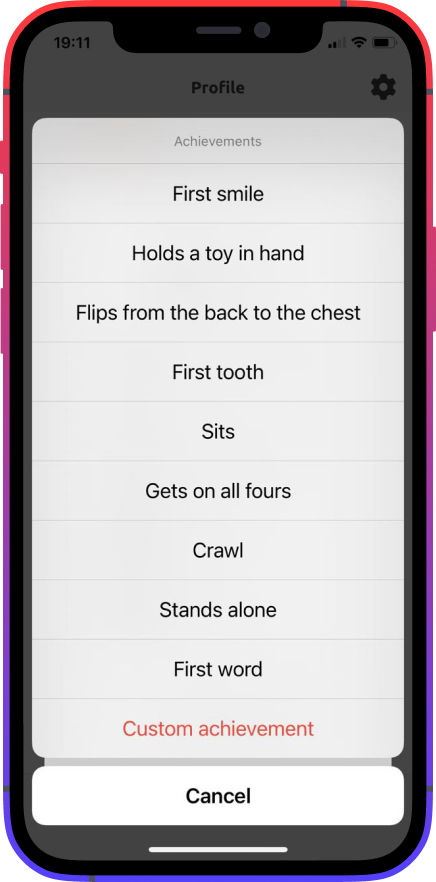 19:11
Profile
Achievements
First smile
Holds a toy in hand
Flips from the back to the chest
First tooth
Sits
Gets on all fours
Crawl
Stands alone
First word
Custom achievement
Cancel